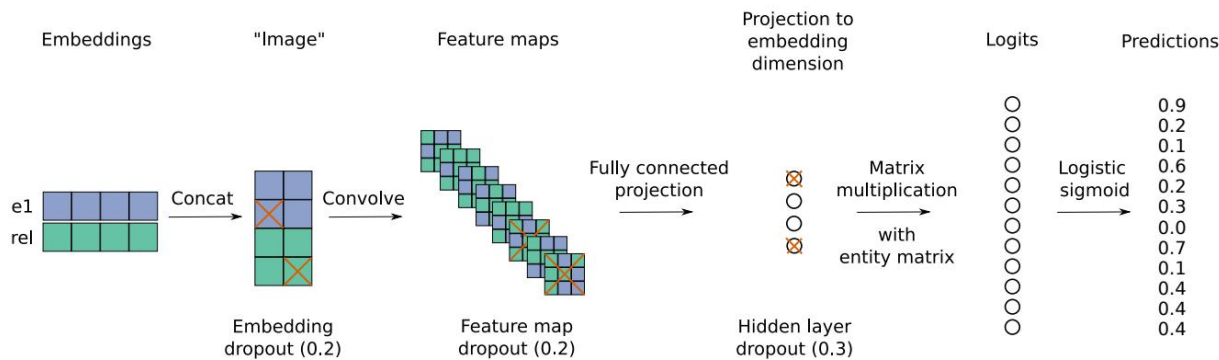 Embeddings
"Image"
Feature maps
Projection to
embedding
dimension
Logits
Predictions
e1
rel
Concat
Convolve
Fully connected
projection
Matrix
multiplication
with
entity matrix
Logistic
sigmoid
0.9
0.2
0.1
0.6
0.2
0.3
0.0
0.7
0.1
0.4
0.4
0.4
Embedding
dropout (0.2)
Feature map
dropout (0.2)
Hidden layer
dropout (0.3)